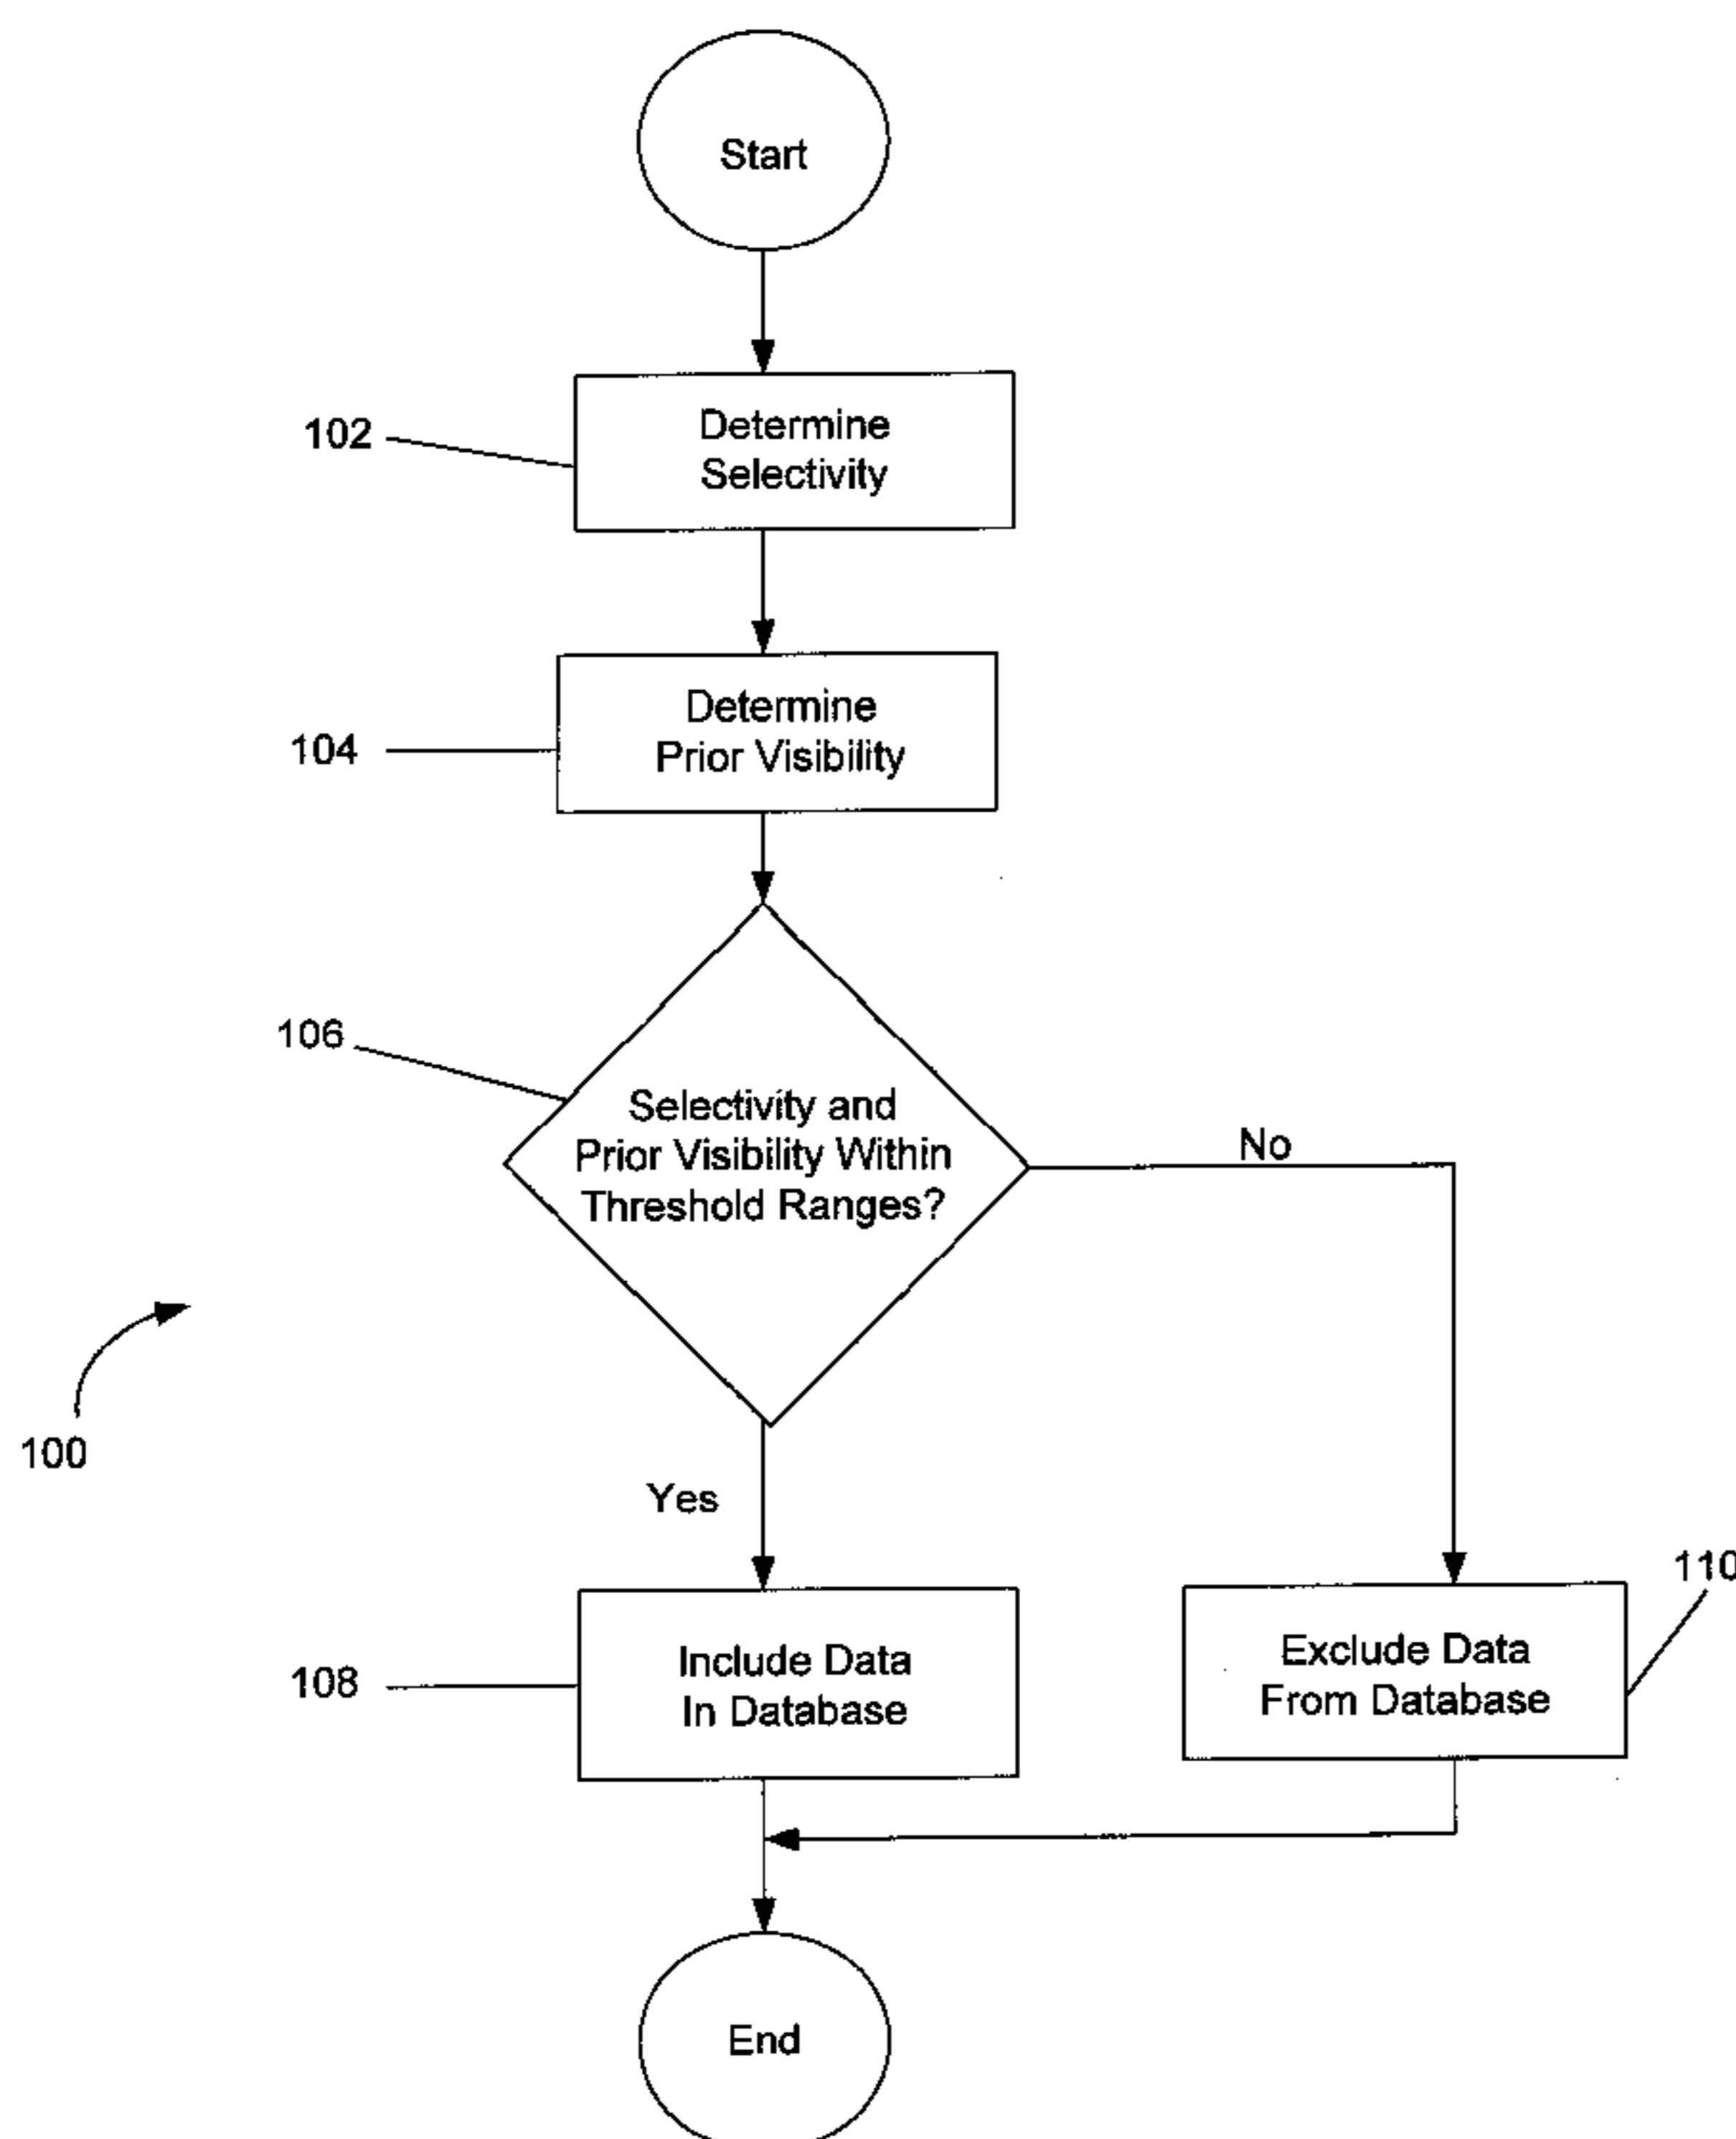 Start
102
Determine
Selectivity
104
Determine
Prior Visibility
106
Selectivity and
Prior Visibility Within
Threshold Ranges?
No
100
Yes
110
108
Include Data
In Database
Exclude Data
From Database
End